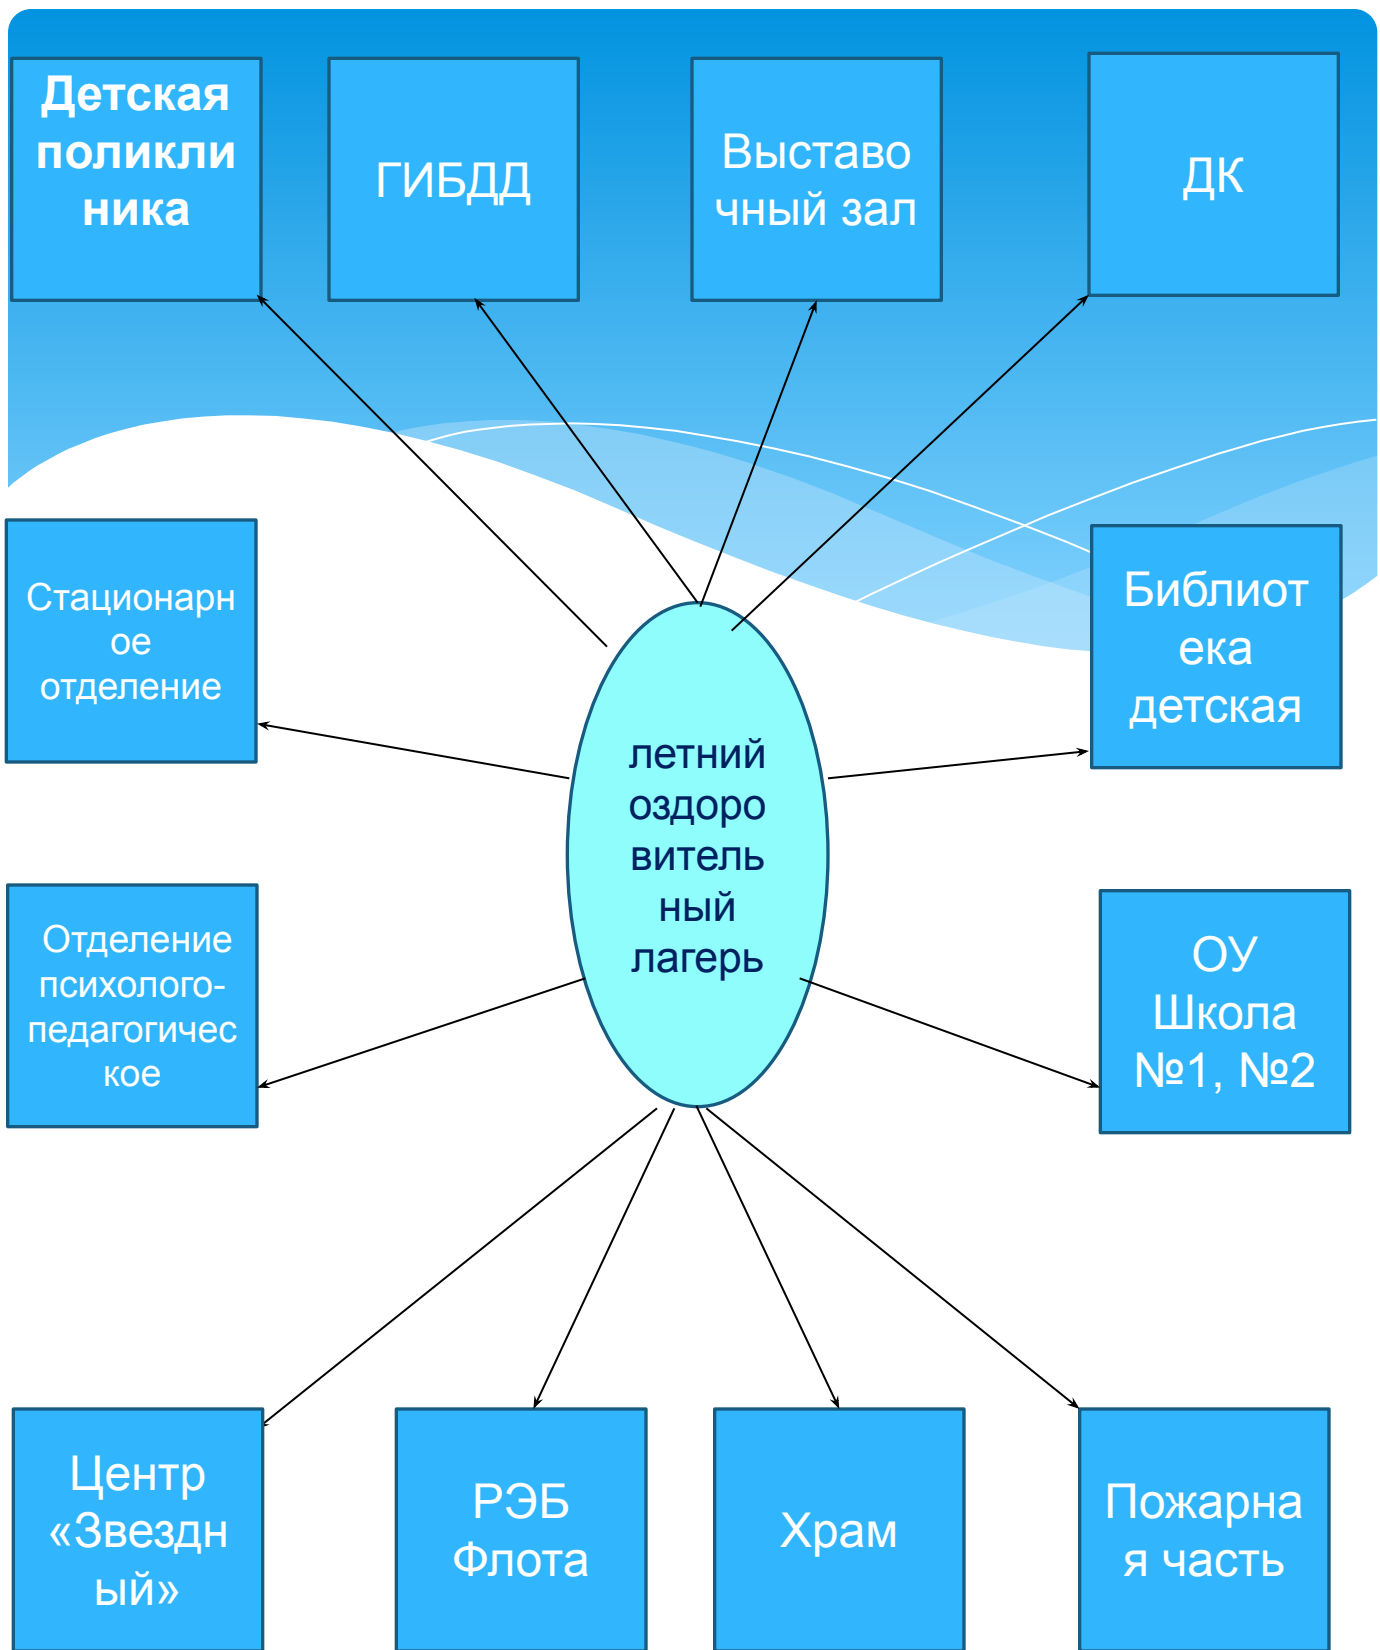 Детская
поликли
ника
ГИБДД
Выставо
чный зал
ДК
Стационарн
ое
отделение
Библиот
ека
детская
летний
оздоро
витель
ный
лагерь
Отделение
психолого-
педагогичес
кое
ОУ
Школа
№1, №2
Центр
«Звездн
ый»
РЭБ
Флота
Храм
Пожарна
я часть